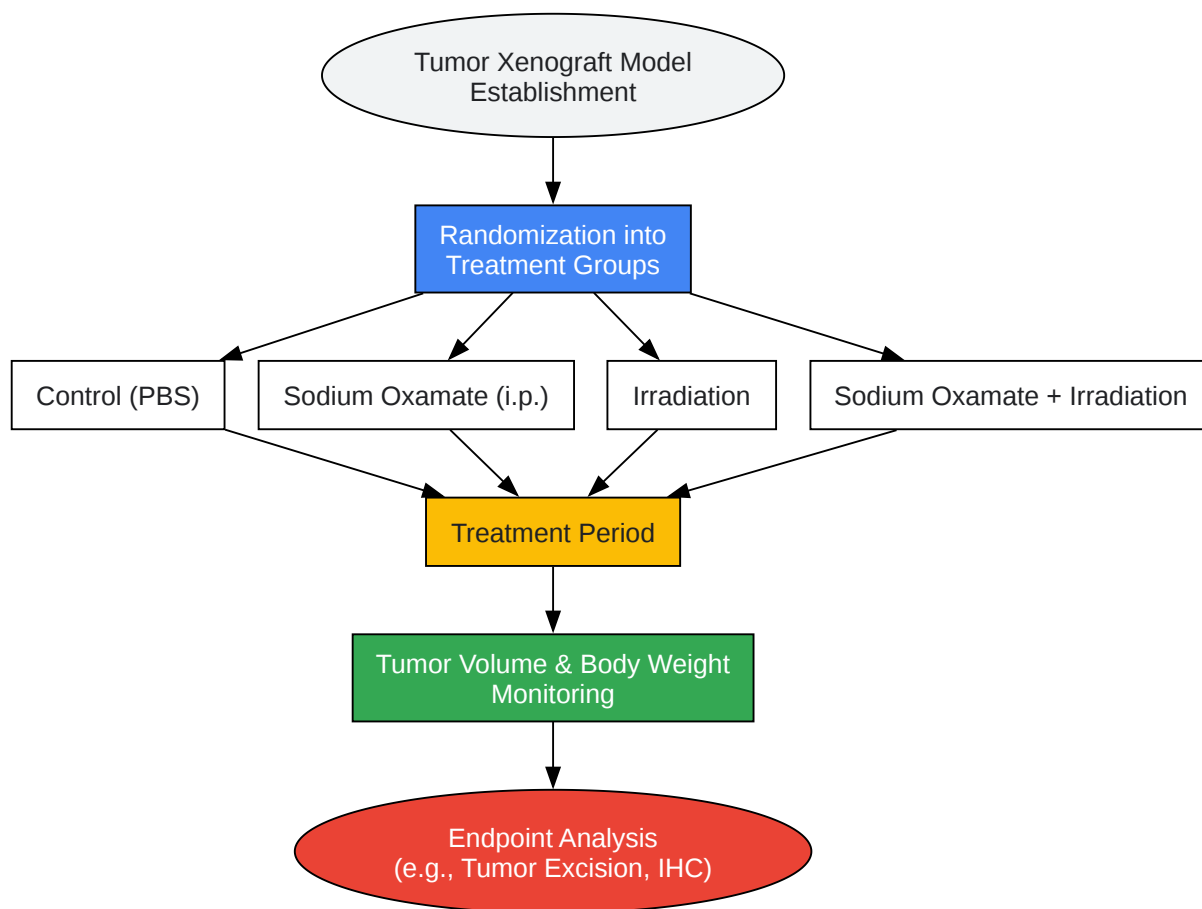 Tumor Xenograft Model
Establishment
Randomization into
Treatment Groups
Control (PBS)
Sodium Oxamate (i.p.)
Irradiation
Sodium Oxamate + Irradiation
Treatment Period
Tumor Volume & Body Weight
Monitoring
Endpoint Analysis
(e.g., Tumor Excision, IHC)